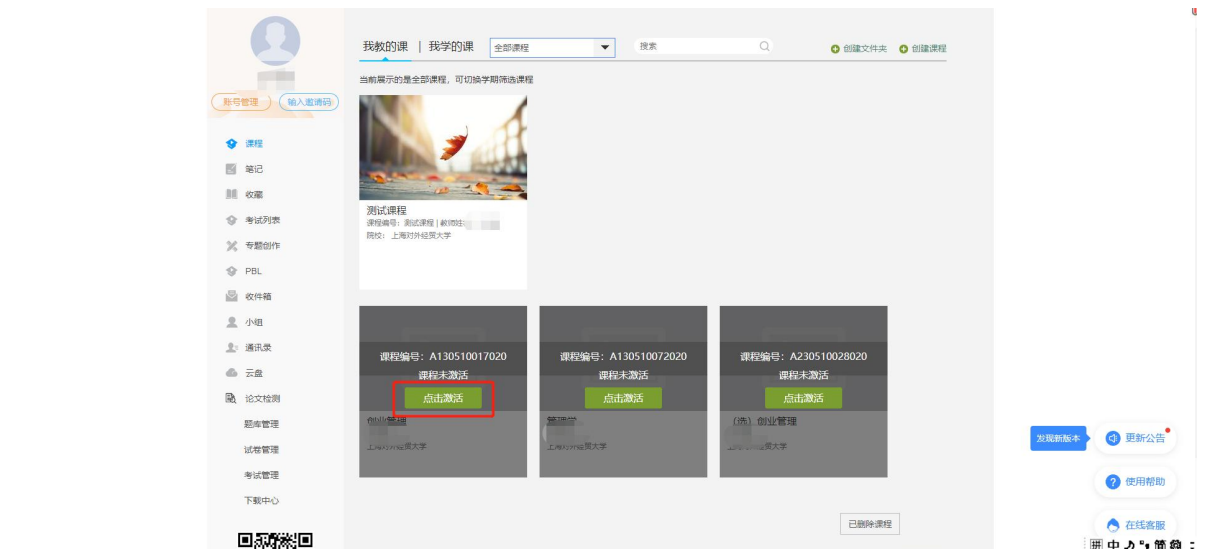 我教的课 | 我学的课 全部课程 搜索 创建文件夹 创建课程
当前展示的是全部课程，可切换学期筛选课程
账号管理 输入邀请码
课程
笔记
收藏
考试列表
专题创作
PBL
收件箱
小组
通讯录
云盘
论文检测
题库管理
试卷管理
考试管理
下载中心
测试课程
课程编号：测试课程 | 教师姓
院校：上海对外经贸大学
课程编号：A130510017020
课程未激活
点击激活
创业管理
上海对外经贸大学
课程编号：A130510072020
课程未激活
点击激活
管理学
上海对外经贸大学
课程编号：A230510028020
课程未激活
点击激活
（选）创业管理
贸大学
已删除课程
发现新版本 更新公告
使用帮助
在线客服
拼 中 简